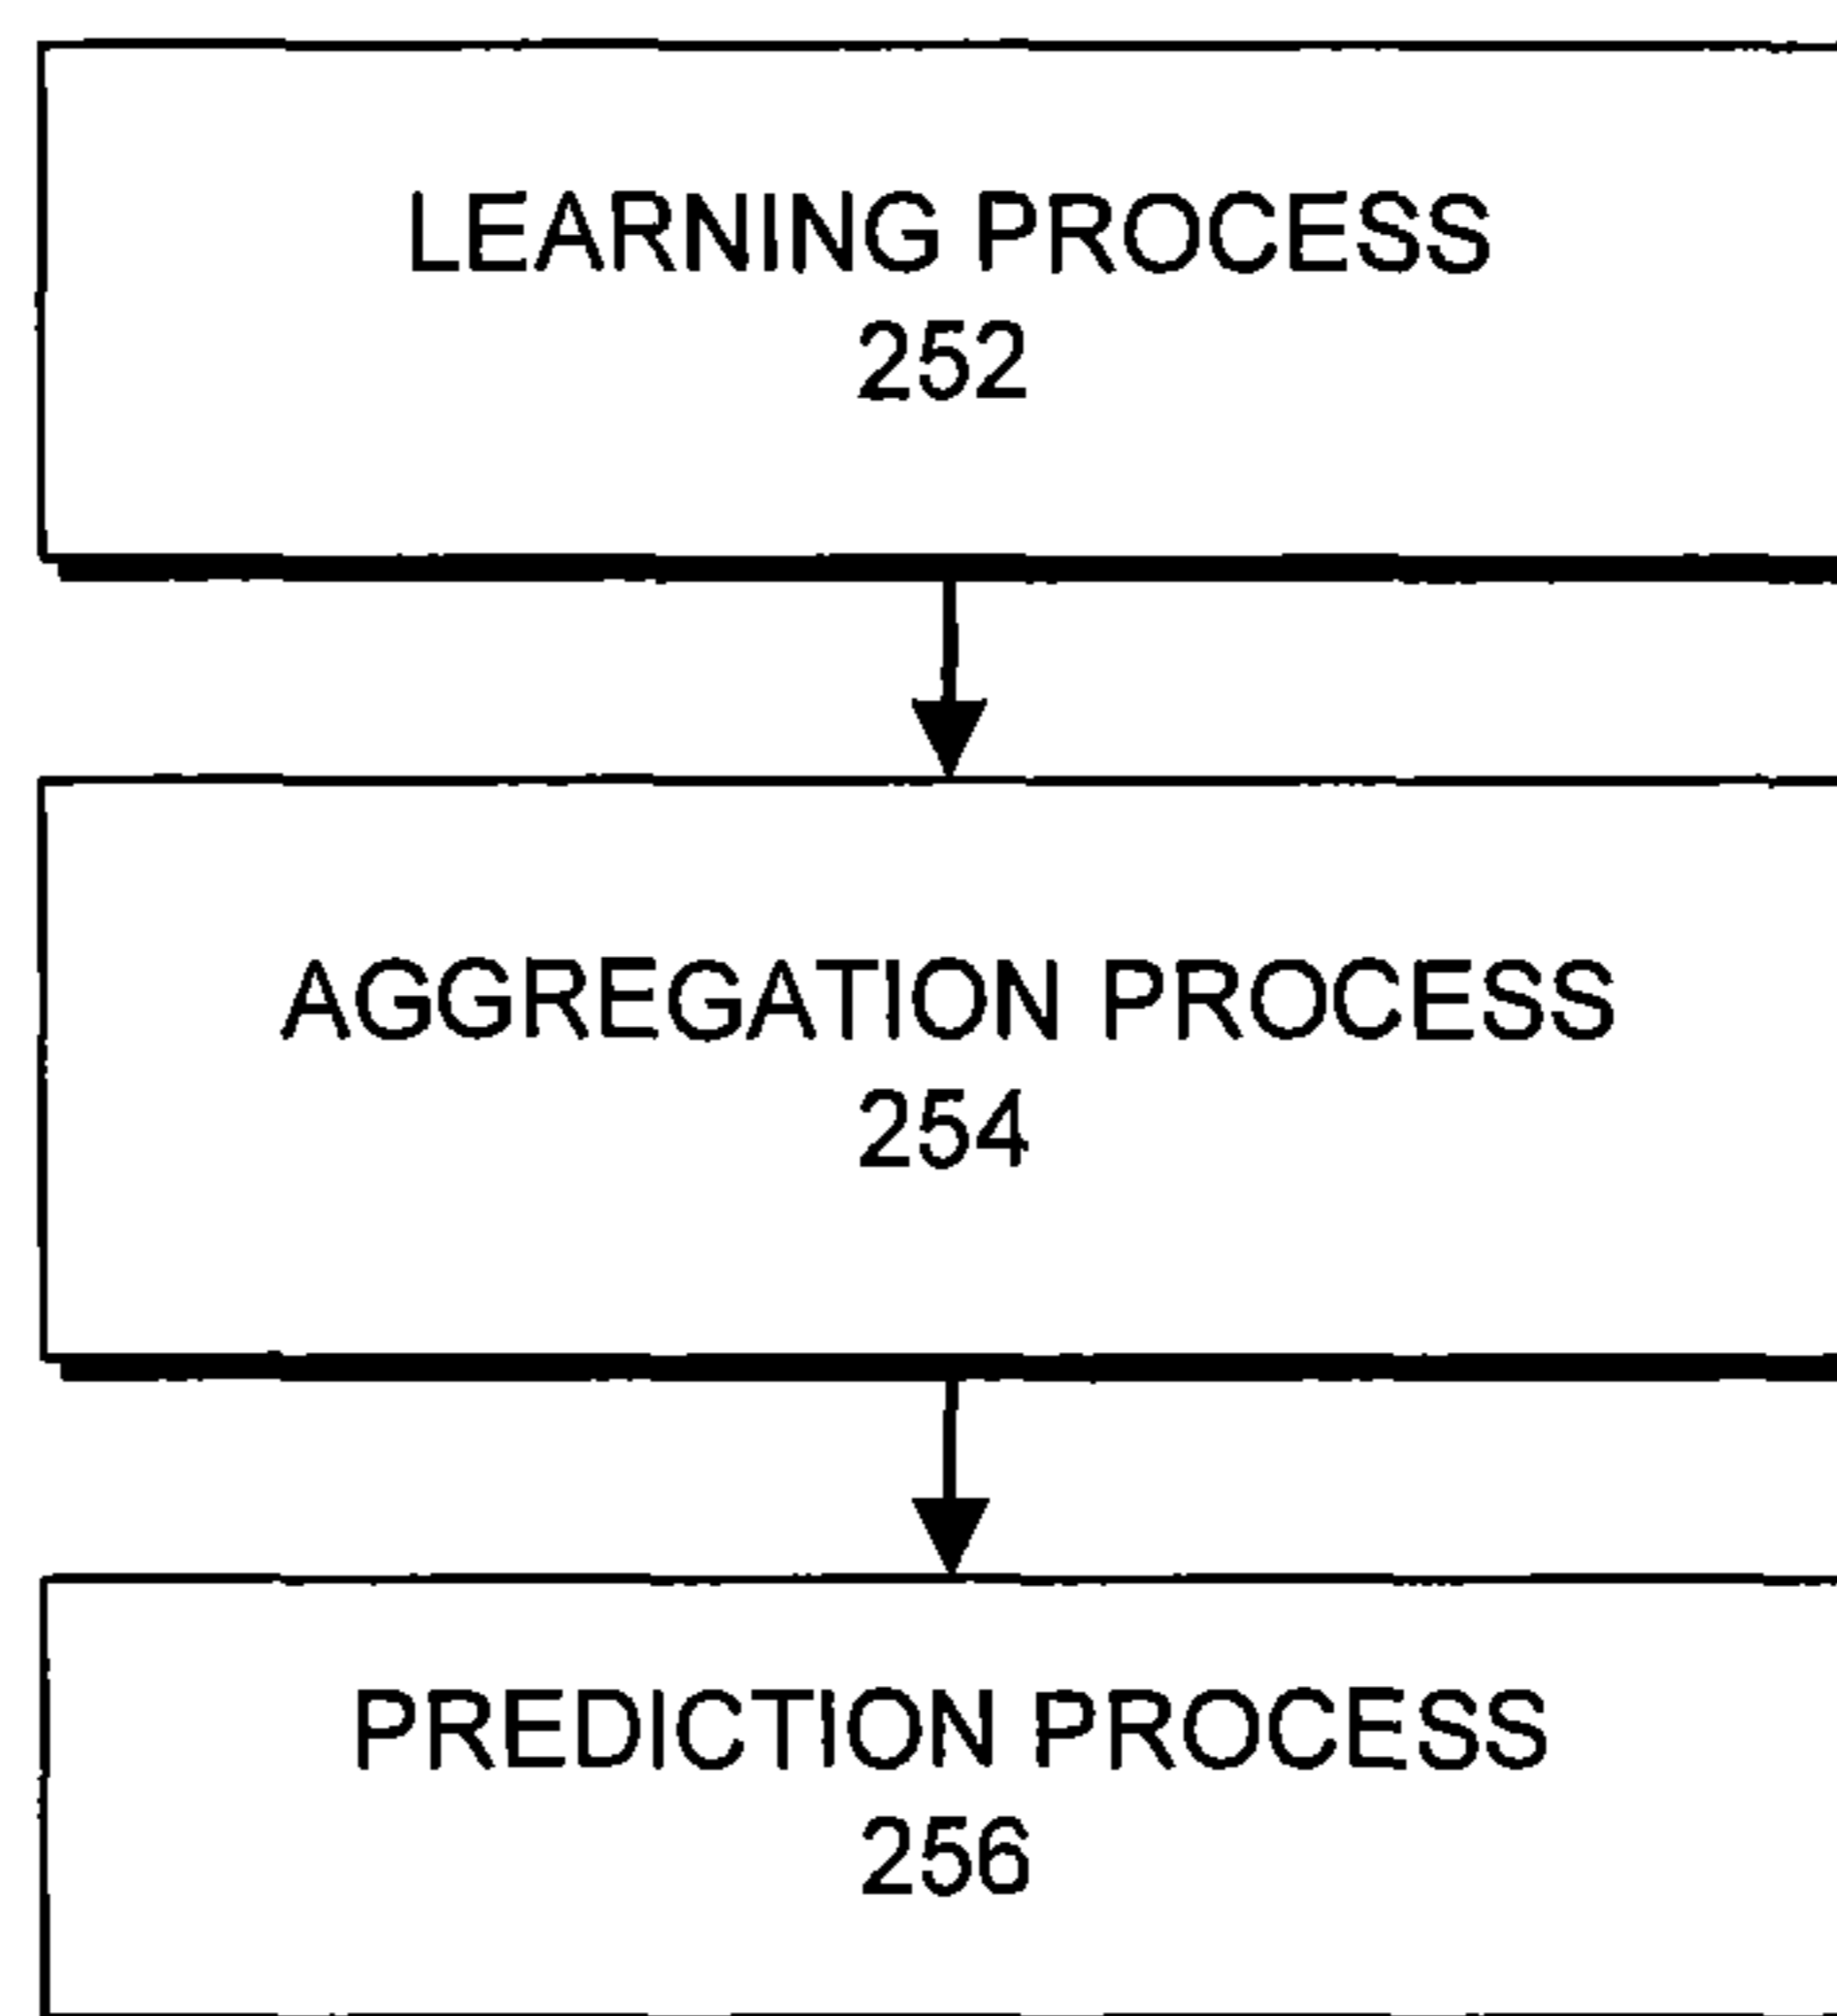 LEARNING PROCESS
252
AGGREGATION PROCESS
254
PREDICTION PROCESS
256